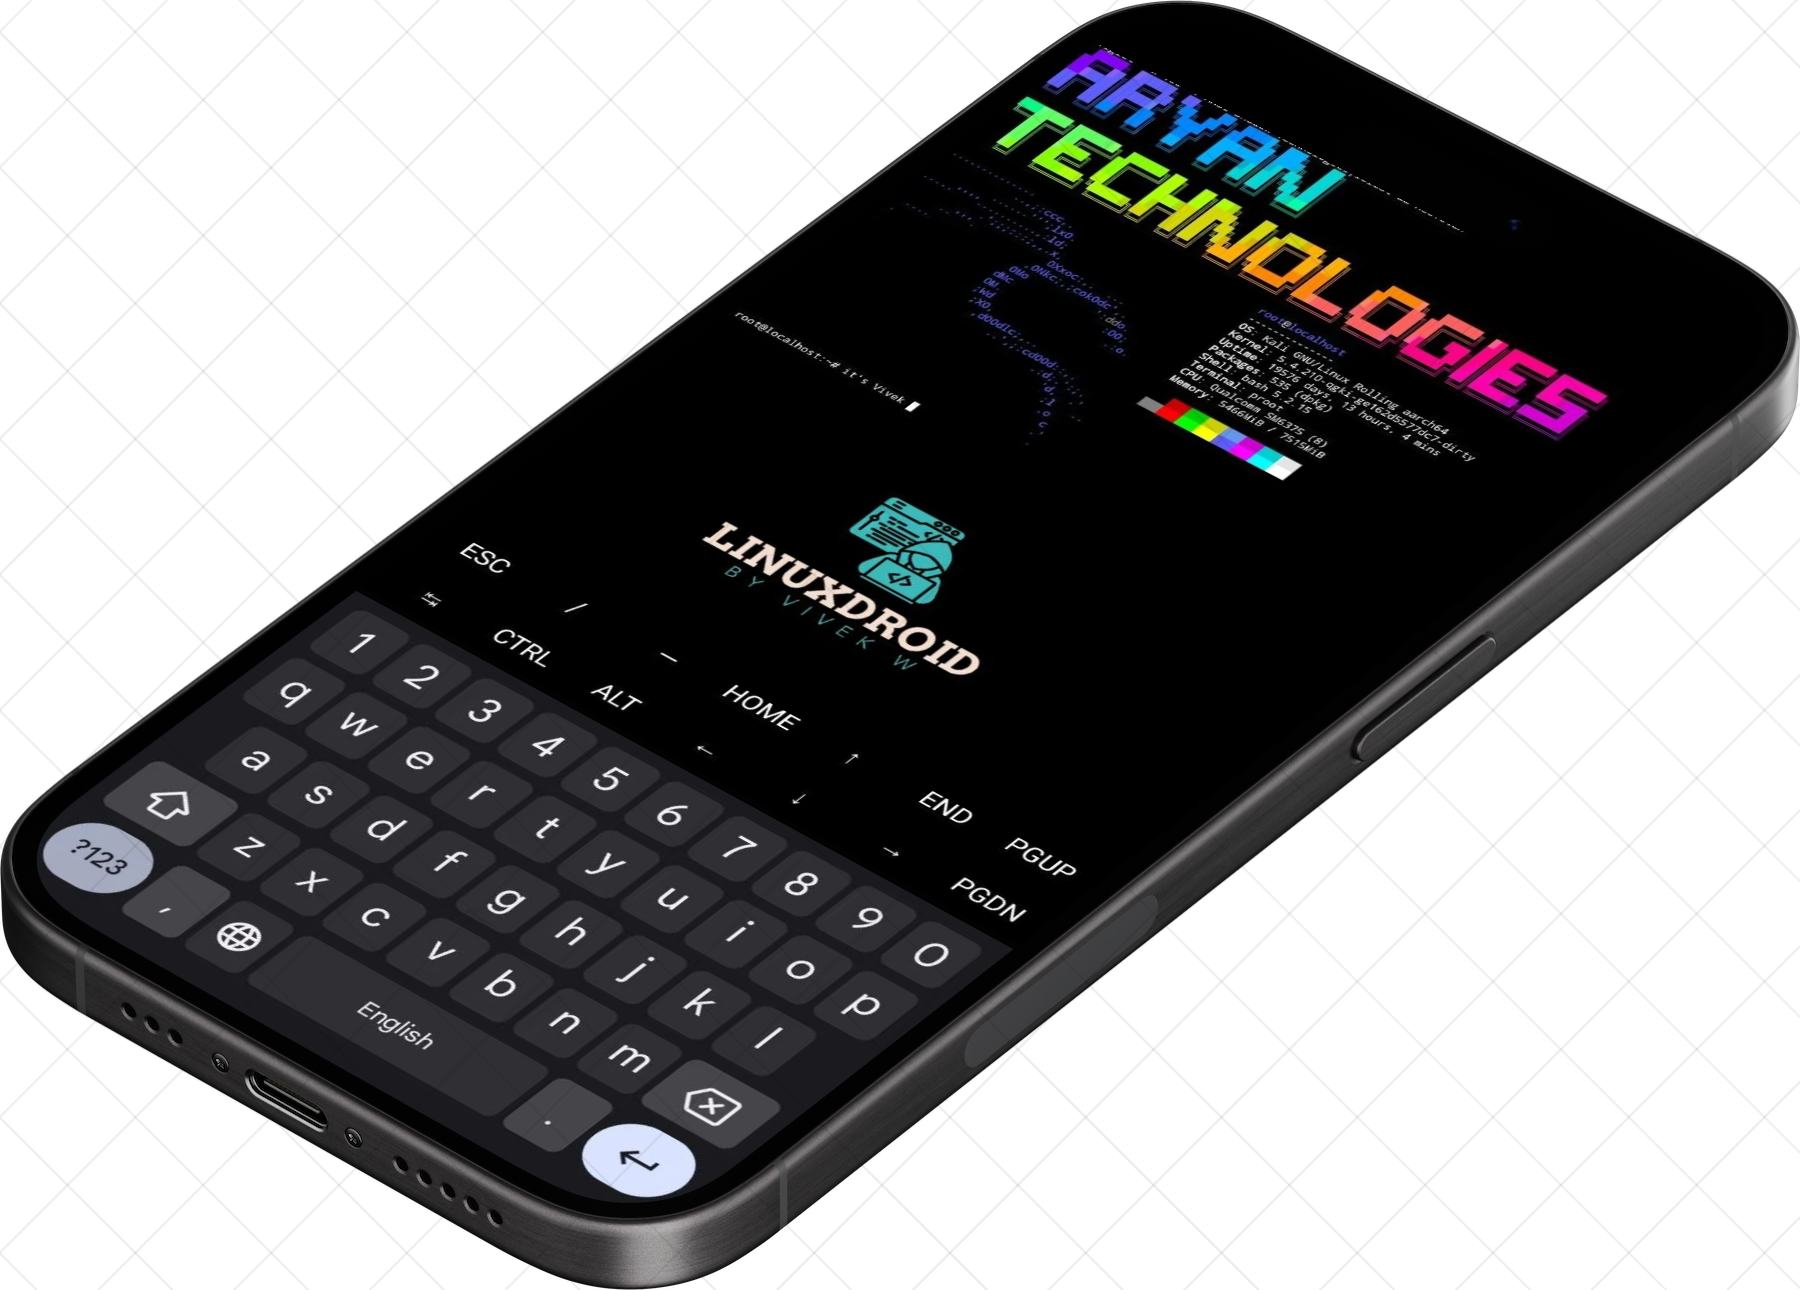 ARYAN
TECHNOLOGIES
root@localhost
OS: Kali GNU/Linux Rolling aarch64
Kernel: 5.4.210-qgki-ge162d5577dc7-dirty
Uptime: 19576 days, 13 hours, 4 mins
Packages: 535 (dpkg)
Shell: bash 5.2.15
Terminal: proot
CPU: Qualcomm SM6375 (8)
Memory: 5466MiB / 7515MiB
root@localhost:~# it's Vivek
LINUXDROID
BY VIVEK W
ESC / — HOME ↑ END PGUP
↹ CTRL ALT ← ↓ → PGDN
1 2 3 4 5 6 7 8 9 0
q w e r t y u i o p
a s d f g h j k l
z x c v b n m
?123 , English .